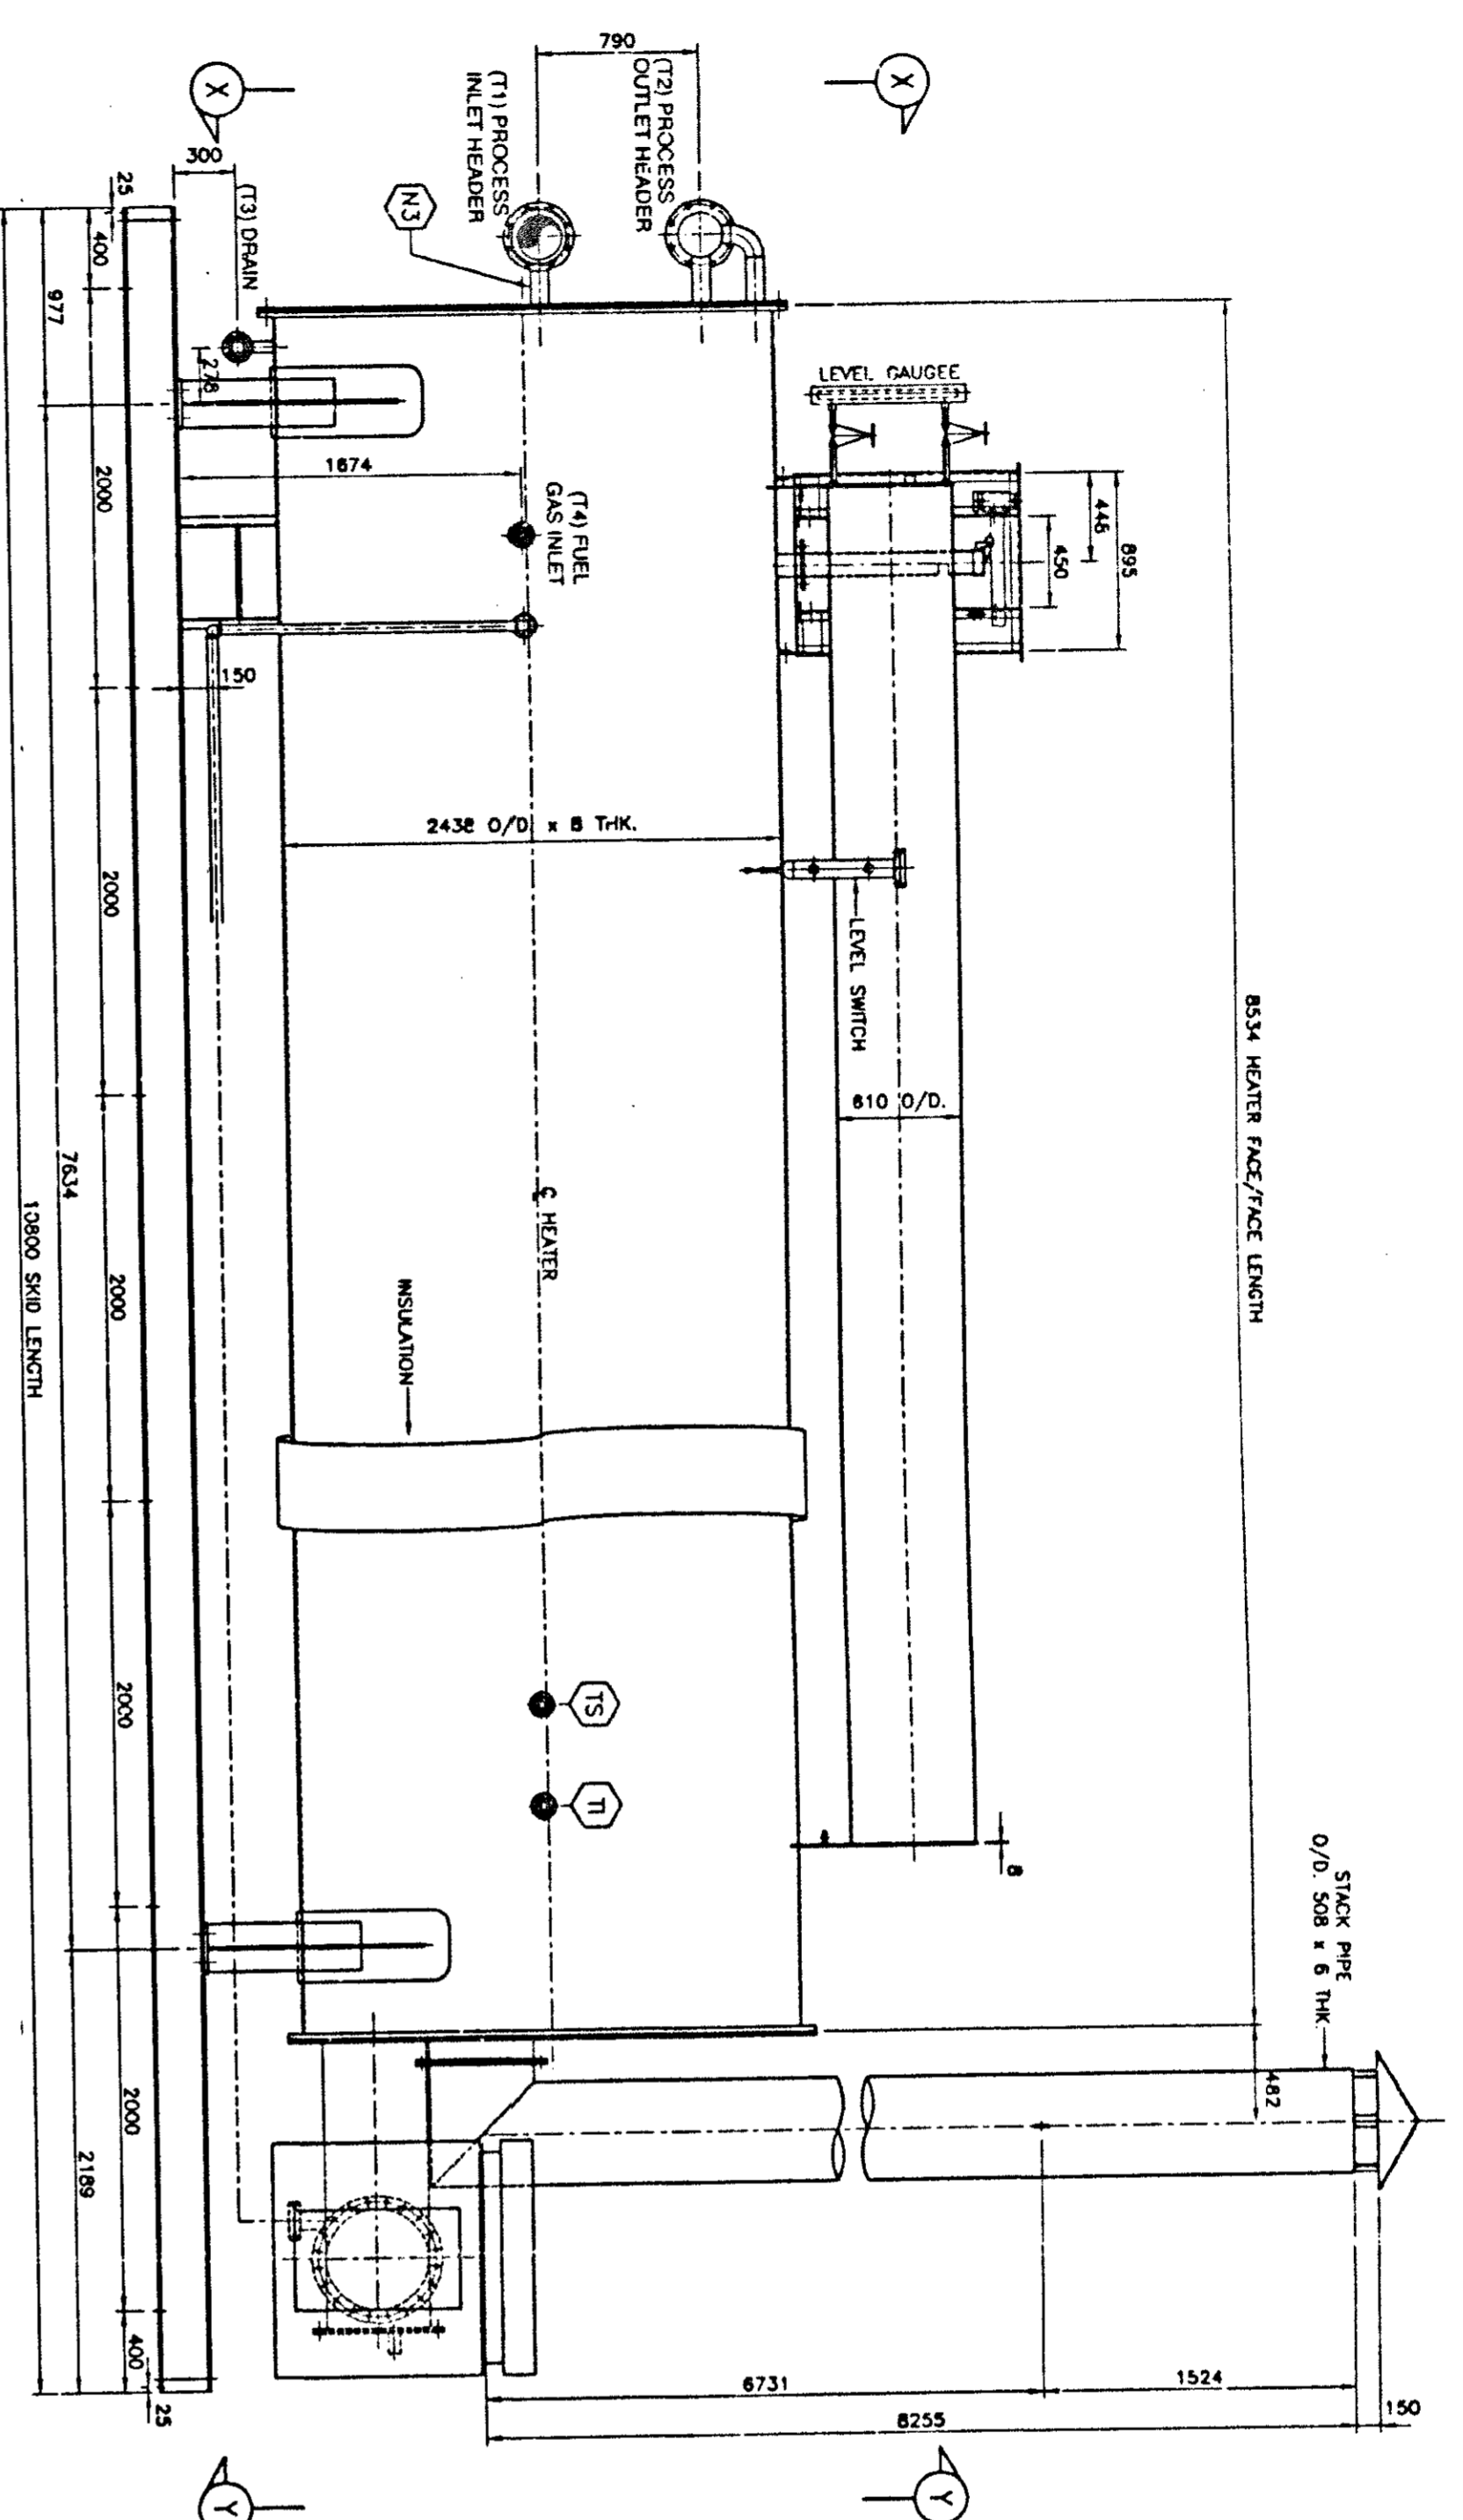 X
X
790
(T2) PROCESS
OUTLET HEADER
(T1) PROCESS
INLET HEADER
N3
300
25
(T3) DRAIN
400
977
278
2000
1674
(T4) FUEL
GAS INLET
LEVEL GAUGEE
445
895
450
150
2438 O/D x 8 THK.
LEVEL SWITCH
2000
610 O/D.
8534 HEATER FACE/FACE LENGTH
℄ HEATER
INSULATION
2000
7634
10800 SKID LENGTH
2000
TS
TI
8
STACK PIPE
O/D. 508 x 6 THK.
482
2000
2189
400
25
6731
1524
8255
150
Y
Y